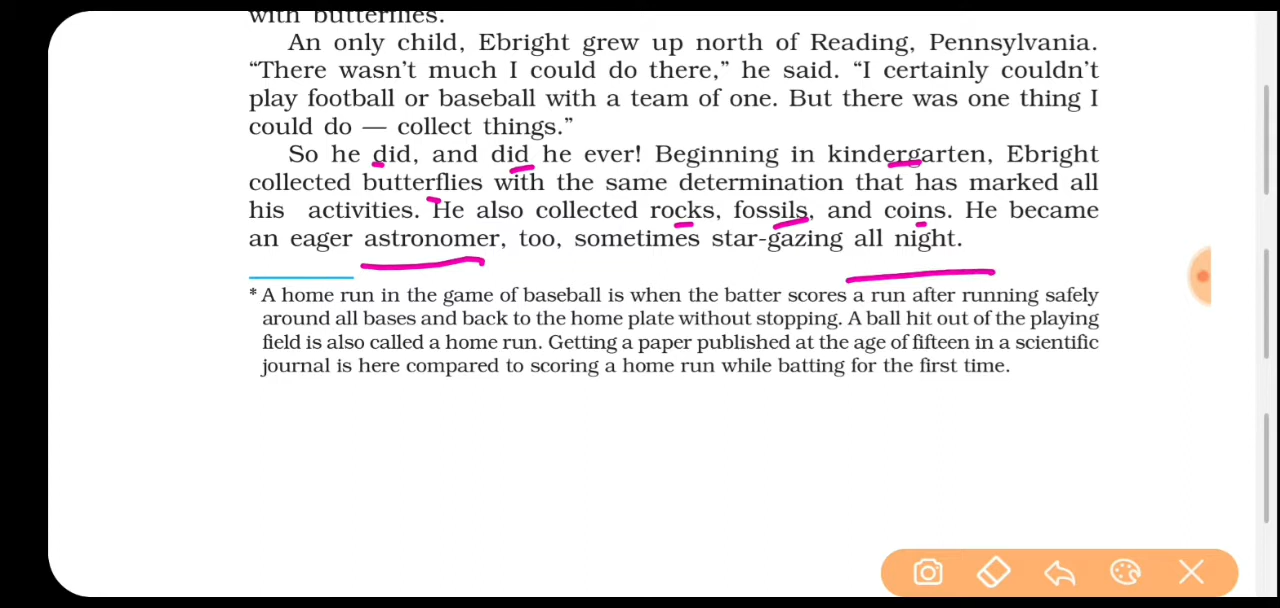 with butterflies.
An only child, Ebright grew up north of Reading, Pennsylvania.
“There wasn’t much I could do there,” he said. “I certainly couldn’t
play football or baseball with a team of one. But there was one thing I
could do — collect things.”
So he did, and did he ever! Beginning in kindergarten, Ebright
collected butterflies with the same determination that has marked all
his activities. He also collected rocks, fossils, and coins. He became
an eager astronomer, too, sometimes star-gazing all night.
* A home run in the game of baseball is when the batter scores a run after running safely
around all bases and back to the home plate without stopping. A ball hit out of the playing
field is also called a home run. Getting a paper published at the age of fifteen in a scientific
journal is here compared to scoring a home run while batting for the first time.